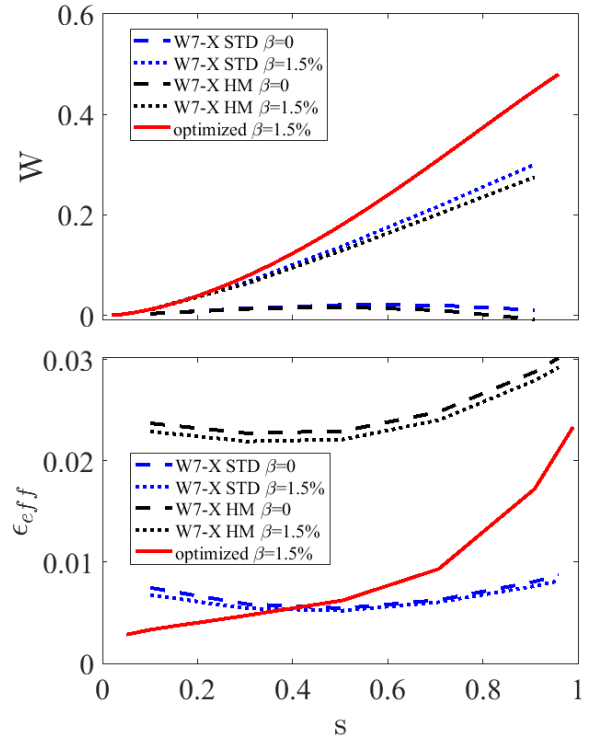 0.6
W7-X STD β=0
W7-X STD β=1.5%
W7-X HM β=0
W7-X HM β=1.5%
optimized β=1.5%
0.4
W
0.2
0
0.03
0.02
W7-X STD β=0
W7-X STD β=1.5%
W7-X HM β=0
W7-X HM β=1.5%
optimized β=1.5%
ϵeff
0.01
0
0 0.2 0.4 0.6 0.8 1
s